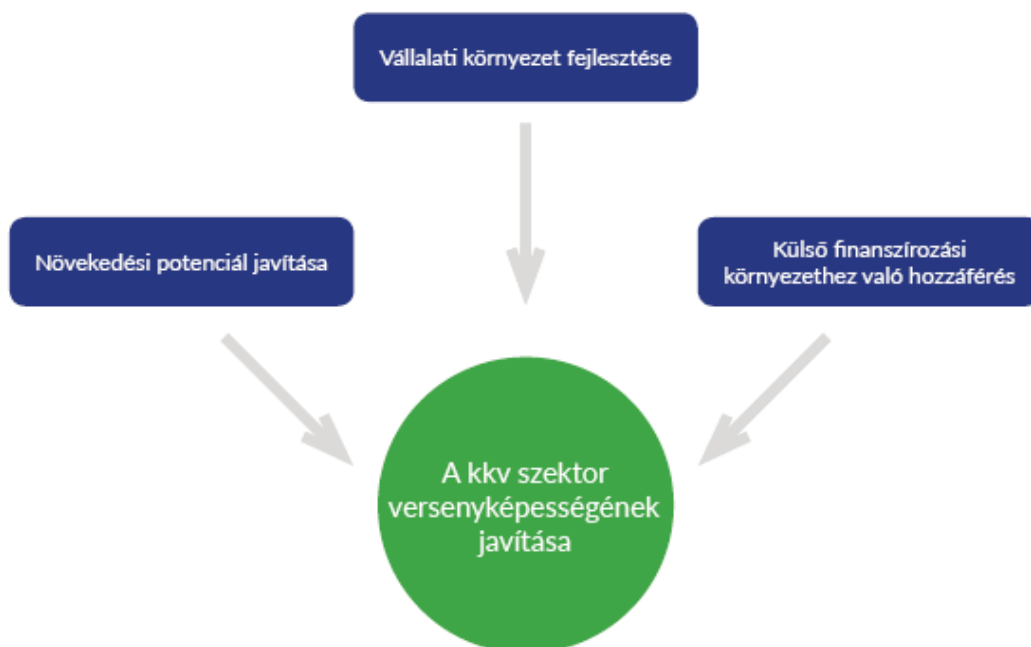 Vállalati környezet fejlesztése
Növekedési potenciál javítása
Külső finanszírozási
környezethez való hozzáférés
A kkv szektor
versenyképességének
javítása